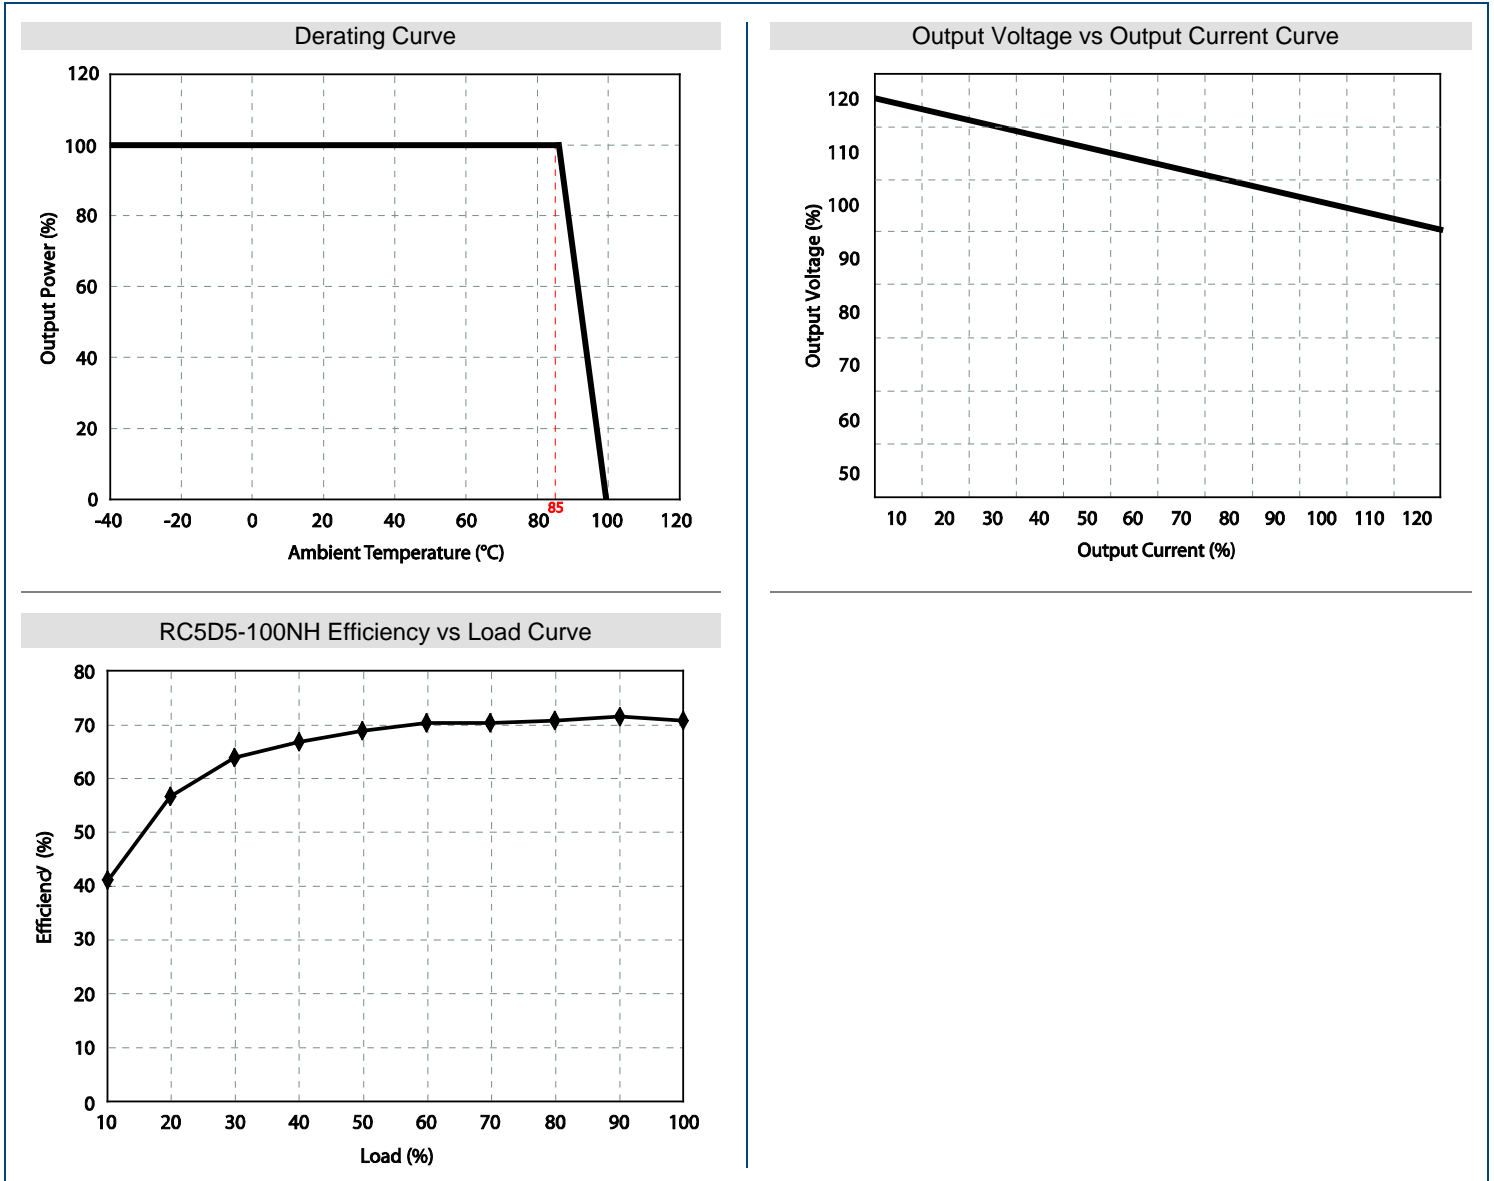 Derating Curve
120
100
80
60
40
20
0
Output Power (%)
-40 -20 0 20 40 60 80 85 100 120
Ambient Temperature (°C)
Output Voltage vs Output Current Curve
120
110
100
90
80
70
60
50
Output Voltage (%)
10 20 30 40 50 60 70 80 90 100 110 120
Output Current (%)
RC5D5-100NH Efficiency vs Load Curve
80
70
60
50
40
30
20
10
0
Efficiency (%)
10 20 30 40 50 60 70 80 90 100
Load (%)